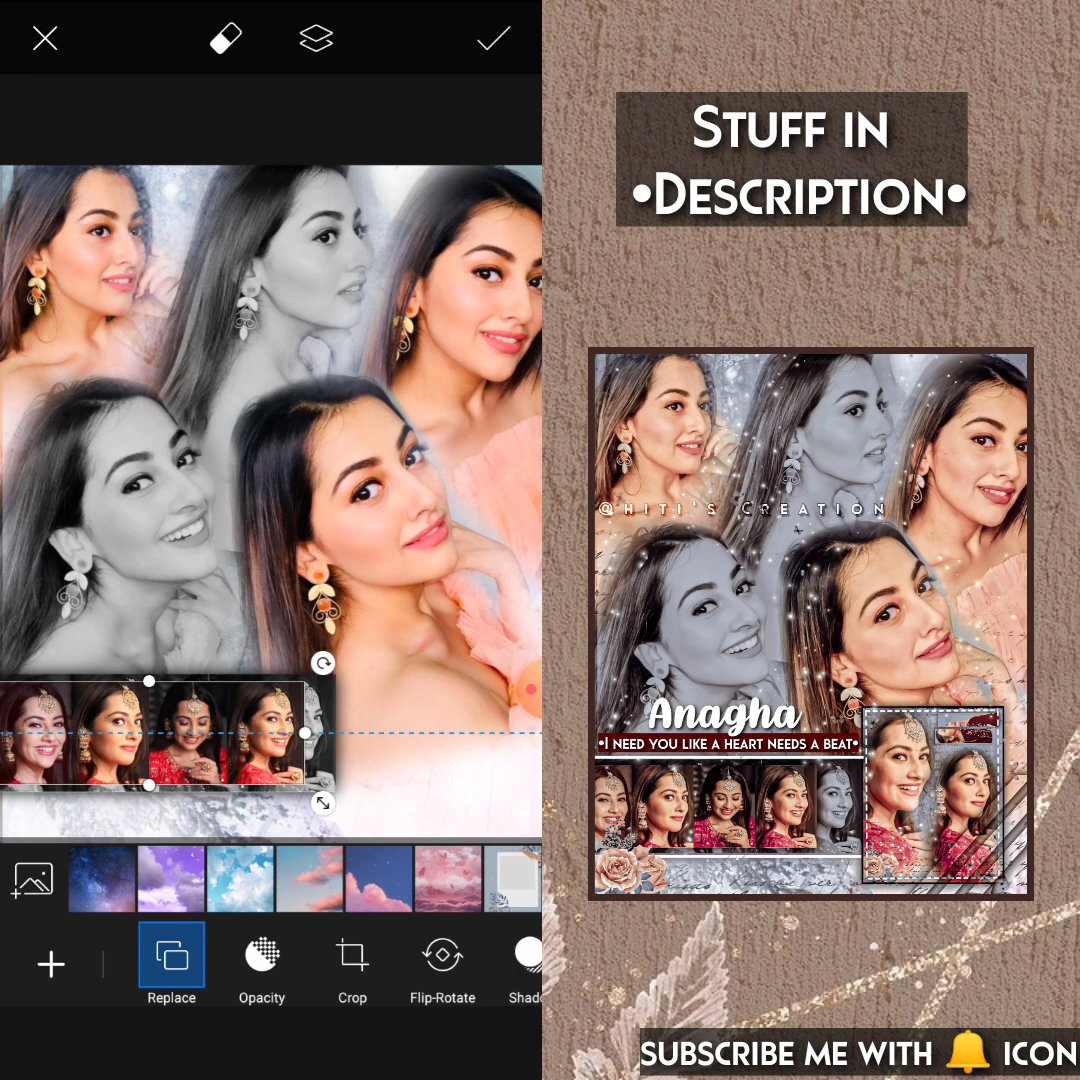 STUFF IN
•DESCRIPTION•
@HITI'S CREATION
Anagha
•I NEED YOU LIKE A HEART NEEDS A BEAT•
Replace
Opacity
Crop
Flip-Rotate
Shado
SUBSCRIBE ME WITH 🔔 ICON